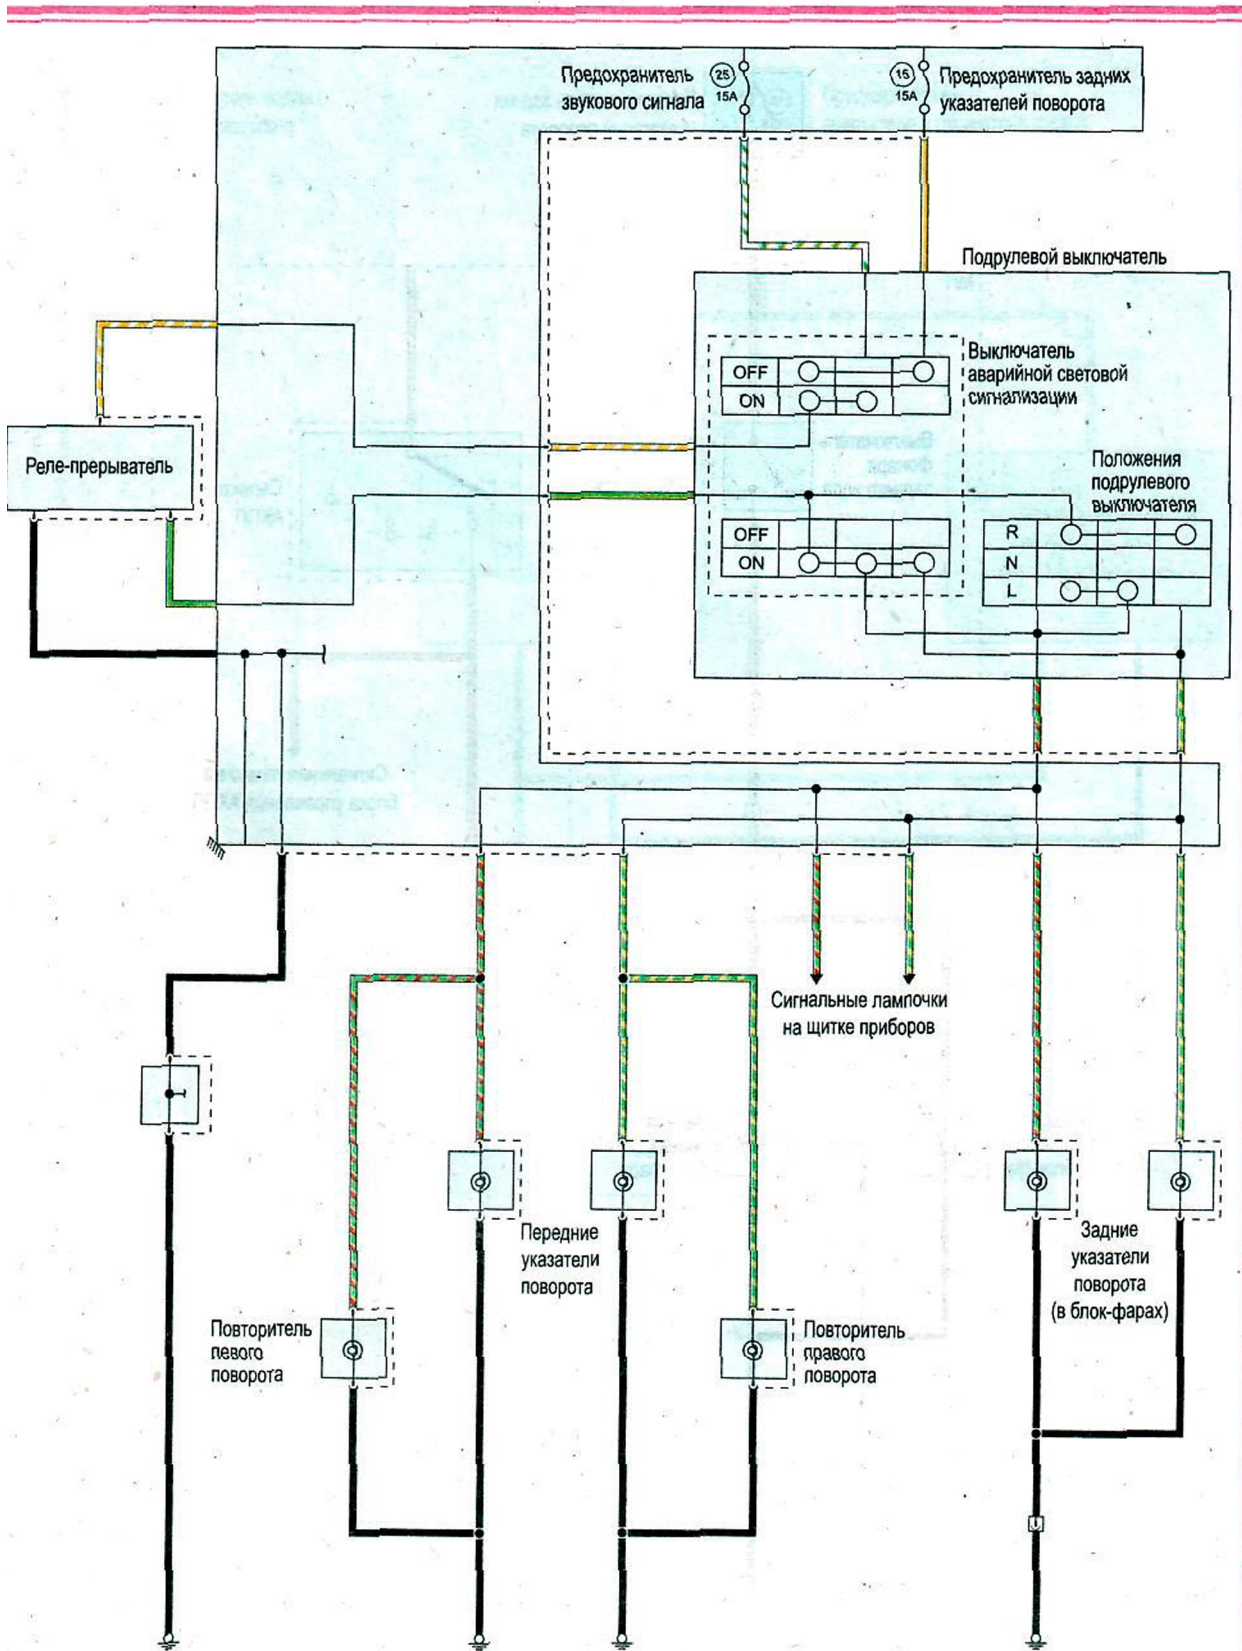 Предохранитель
звукового сигнала
25
15А
15
15А
Предохранитель задних
указателей поворота
Подрулевой выключатель
Выключатель
аварийной световой
сигнализации
OFF
ON
Реле-прерыватель
Положения
подрулевого
выключателя
OFF
ON
R
N
L
Сигнальные лампочки
на щитке приборов
Передние
указатели
поворота
Задние
указатели
поворота
(в блок-фарах)
Повторитель
левого
поворота
Повторитель
правого
поворота